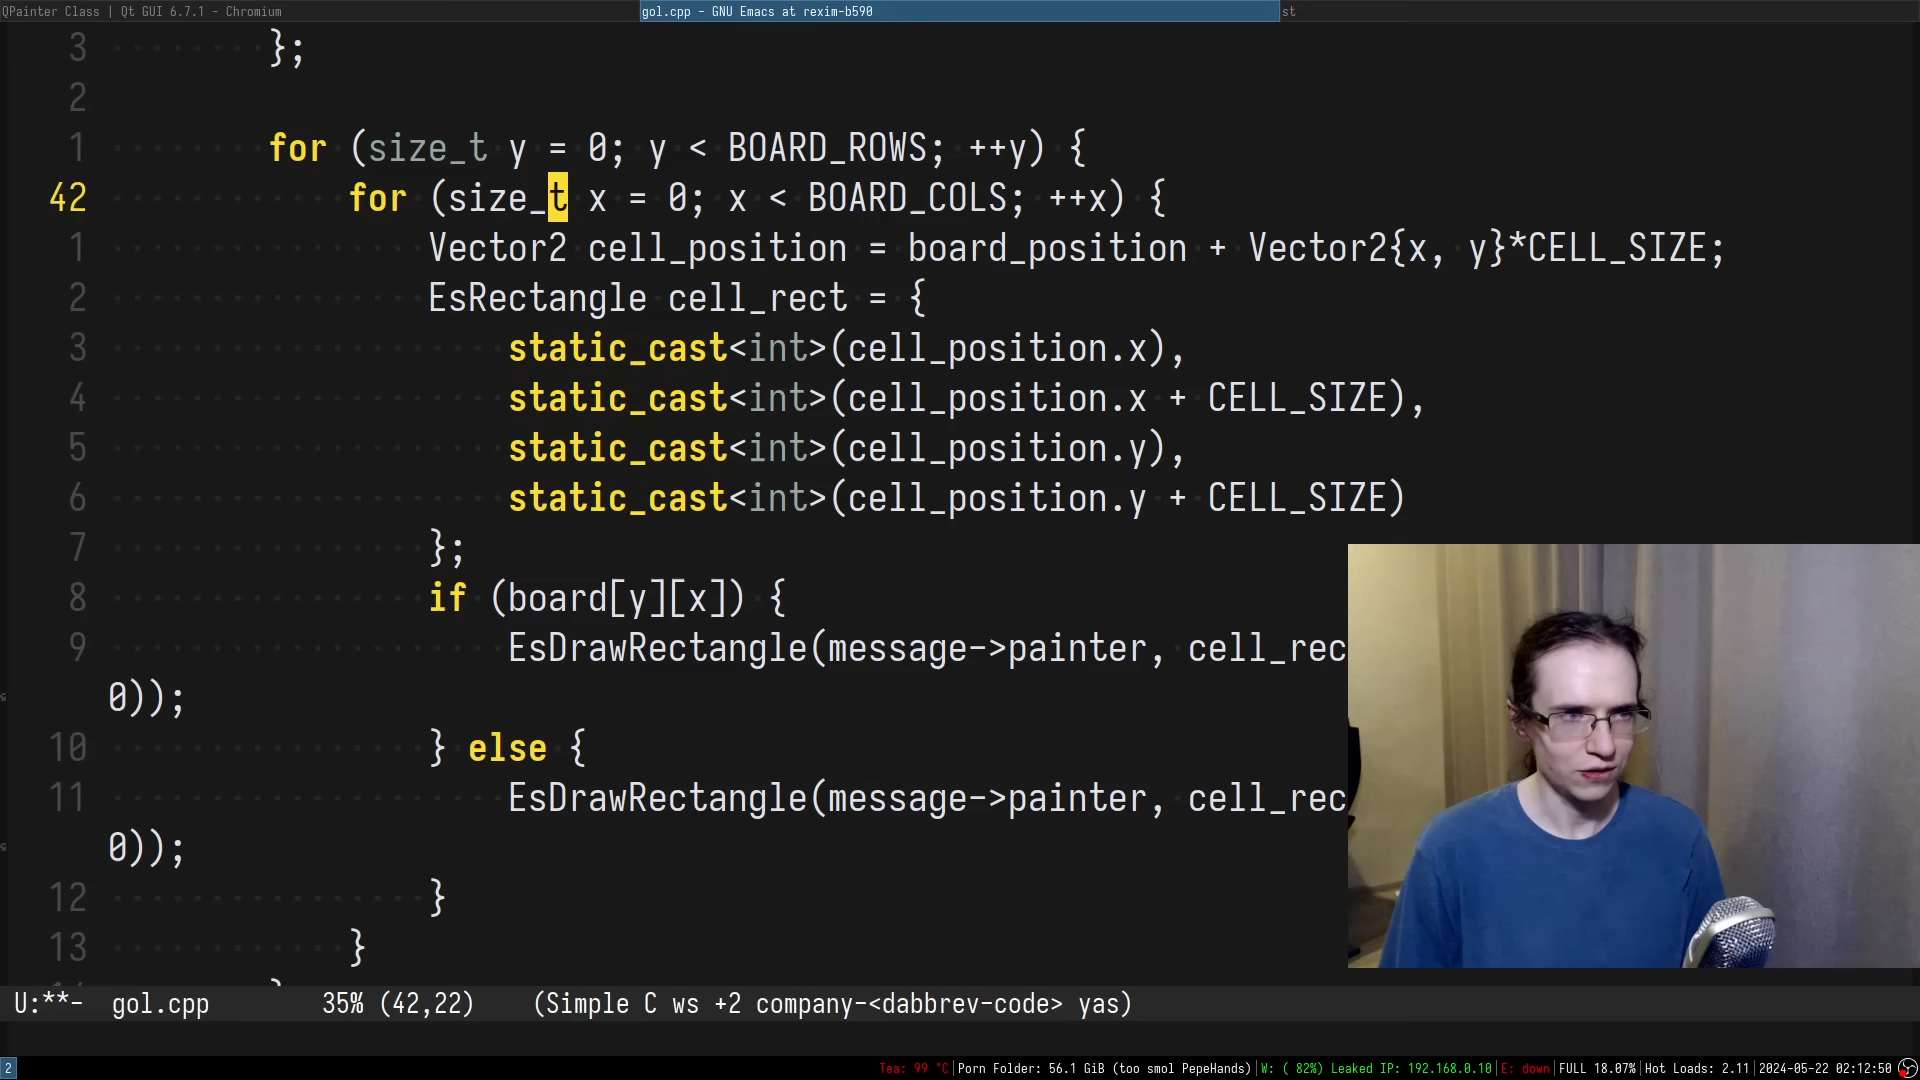 QPainter Class | Qt GUI 6.7.1 - Chromium
gol.cpp - GNU Emacs at rexim-b590
st
3 };
2
1 for (size_t y = 0; y < BOARD_ROWS; ++y) {
42 for (size_t x = 0; x < BOARD_COLS; ++x) {
1 Vector2 cell_position = board_position + Vector2{x, y}*CELL_SIZE;
2 EsRectangle cell_rect = {
3 static_cast<int>(cell_position.x),
4 static_cast<int>(cell_position.x + CELL_SIZE),
5 static_cast<int>(cell_position.y),
6 static_cast<int>(cell_position.y + CELL_SIZE)
7 };
8 if (board[y][x]) {
9 EsDrawRectangle(message->painter, cell_rec
0));
10 } else {
11 EsDrawRectangle(message->painter, cell_rec
0));
12 }
13 }
U:**- gol.cpp 35% (42,22) (Simple C ws +2 company-<dabbrev-code> yas)
2
Tea: 99 °C|Porn Folder: 56.1 GiB (too smol PepeHands)|W: ( 82%) Leaked IP: 192.168.0.10|E: down|FULL 18.07%|Hot Loads: 2.11|2024-05-22 02:12:50